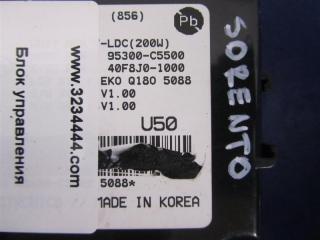 (856)
Pb
-LDC(200W)
95300-C5500
40F8J0-1000
EKO Q180 5088
V1.00
V1.00
U50
5088*
MADE IN KOREA
www.3234444.com
Блок управления
SORENTO